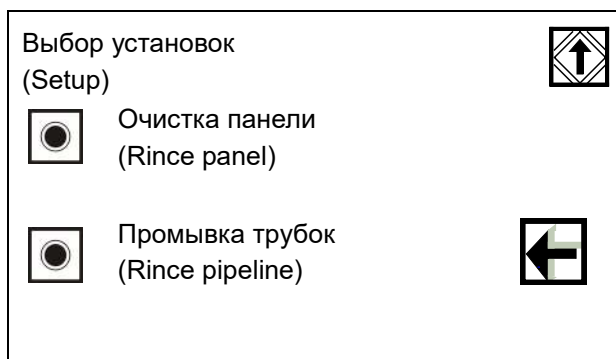 Выбор установок
(Setup)
Очистка панели
(Rince panel)
Промывка трубок
(Rince pipeline)